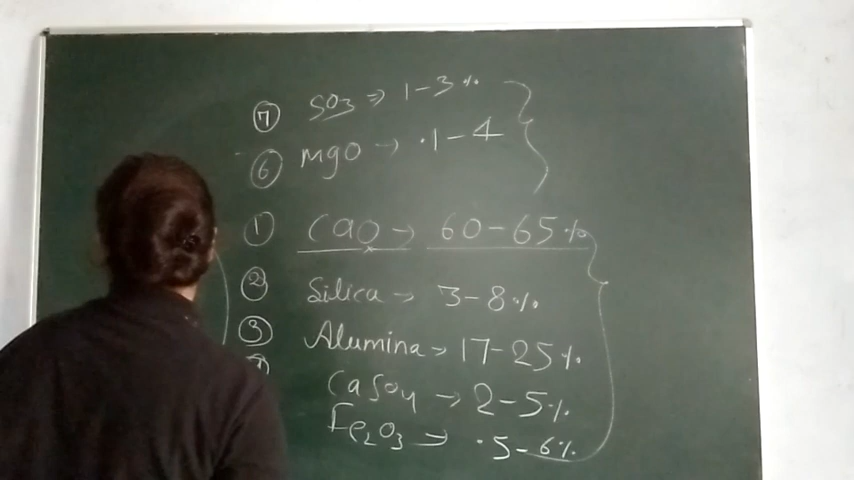 ⑦ SO3 ⇒ 1-3%
⑥ MgO → .1-4
① CaO → 60-65%
② Silica → 3-8%
③ Alumina → 17-25%
CaSO4 → 2-5%
Fe2O3 → .5-6%